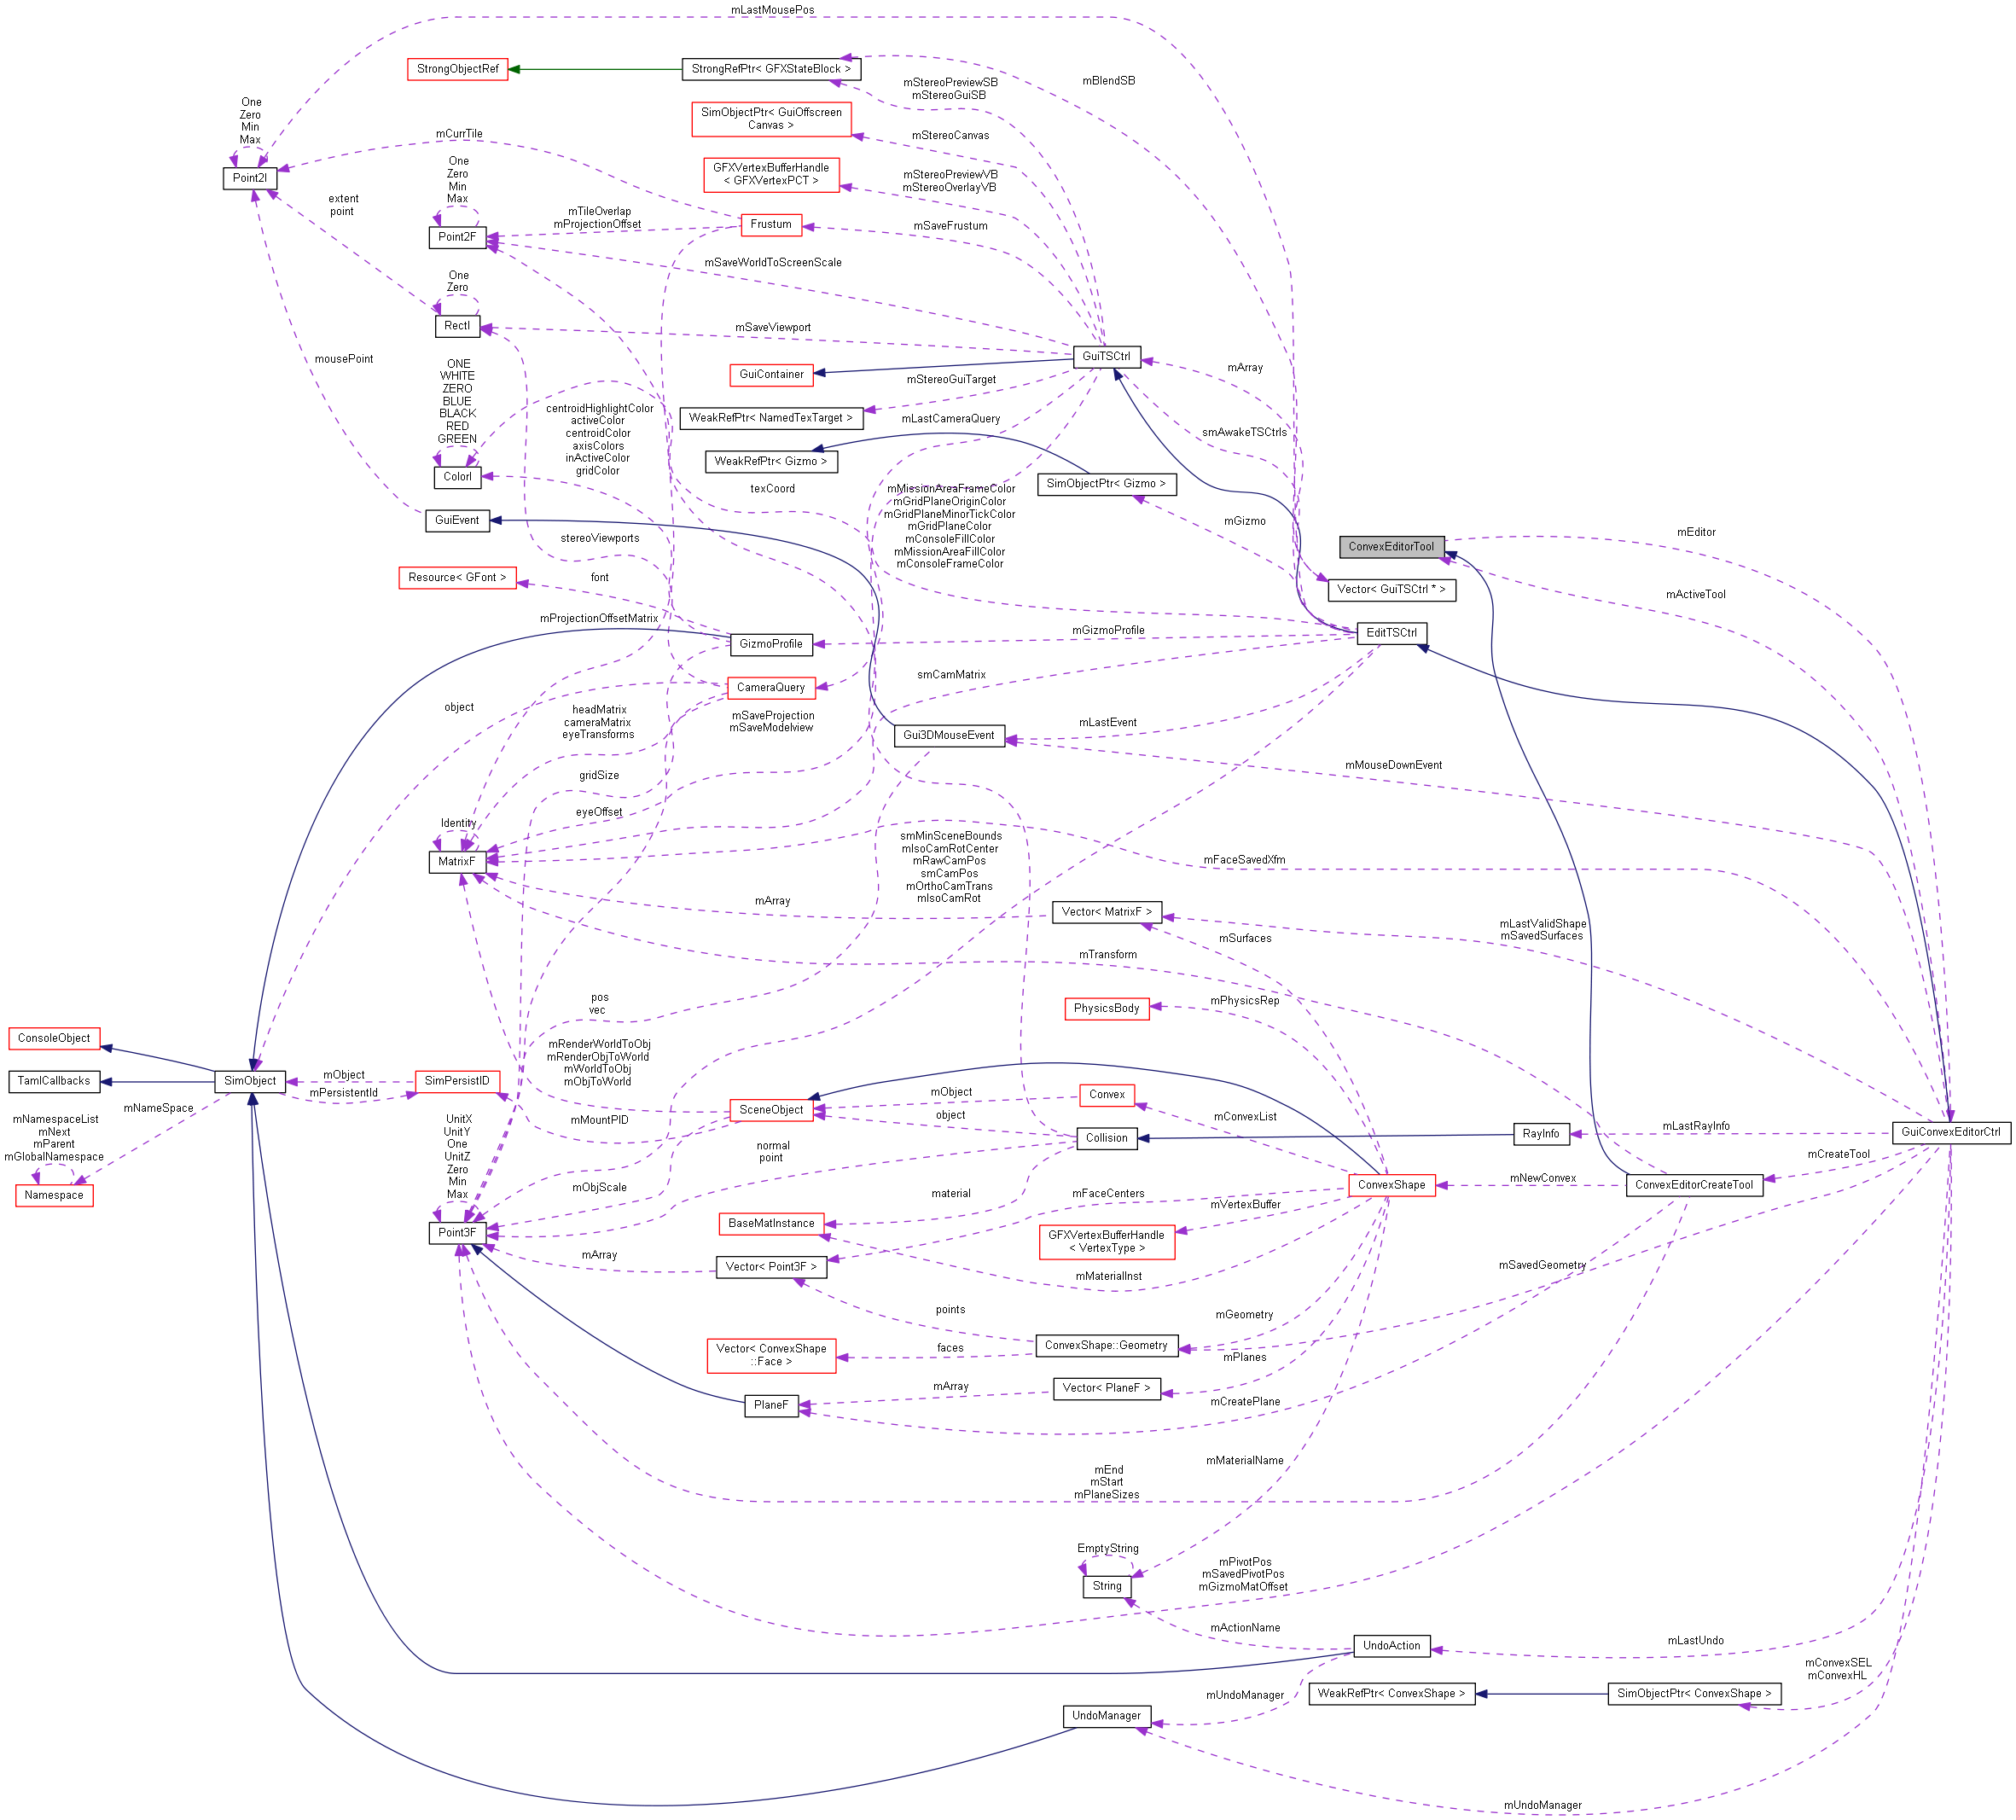 mLastMousePos
StrongObjectRef
StrongRefPtr< GFXStateBlock >
mBlendSB
mStereoPreviewSB
mStereoGuiSB
One
Zero
Min
Max
SimObjectPtr< GuiOffscreen
Canvas >
mStereoCanvas
mCurrTile
Point2I
One
Zero
Min
Max
GFXVertexBufferHandle
< GFXVertexPCT >
mStereoPreviewVB
mStereoOverlayVB
extent
point
mTileOverlap
mProjectionOffset
Frustum
mSaveFrustum
Point2F
mSaveWorldToScreenScale
One
Zero
RectI
mSaveViewport
mousePoint
GuiTSCtrl
GuiContainer
mArray
ONE
WHITE
ZERO
BLUE
BLACK
RED
GREEN
mStereoGuiTarget
WeakRefPtr< NamedTexTarget >
centroidHighlightColor
activeColor
centroidColor
axisColors
inActiveColor
gridColor
mLastCameraQuery
smAwakeTSCtrls
WeakRefPtr< Gizmo >
ColorI
SimObjectPtr< Gizmo >
texCoord
mMissionAreaFrameColor
mGridPlaneOriginColor
mGridPlaneMinorTickColor
mGridPlaneColor
mConsoleFillColor
mMissionAreaFillColor
mConsoleFrameColor
GuiEvent
mGizmo
mEditor
stereoViewports
ConvexEditorTool
Resource< GFont >
font
Vector< GuiTSCtrl * >
mActiveTool
mProjectionOffsetMatrix
GizmoProfile
mGizmoProfile
EditTSCtrl
smCamMatrix
CameraQuery
object
headMatrix
cameraMatrix
eyeTransforms
mSaveProjection
mSaveModelview
Gui3DMouseEvent
mLastEvent
mMouseDownEvent
gridSize
eyeOffset
Identity
MatrixF
smMinSceneBounds
mIsoCamRotCenter
mRawCamPos
smCamPos
mOrthoCamTrans
mIsoCamRot
mFaceSavedXfm
mArray
Vector< MatrixF >
mLastValidShape
mSavedSurfaces
mSurfaces
mTransform
pos
vec
PhysicsBody
mPhysicsRep
ConsoleObject
mRenderWorldToObj
mRenderObjToWorld
mWorldToObj
mObjToWorld
TamlCallbacks
SimObject
mObject
mPersistentId
SimPersistID
mNameSpace
mMountPID
SceneObject
mObject
object
Convex
mConvexList
mNamespaceList
mNext
mParent
mGlobalNamespace
Namespace
UnitX
UnitY
One
UnitZ
Zero
Min
Max
normal
point
Collision
RayInfo
mLastRayInfo
GuiConvexEditorCtrl
mCreateTool
mObjScale
material
mFaceCenters
ConvexShape
mNewConvex
ConvexEditorCreateTool
mVertexBuffer
Point3F
BaseMatInstance
GFXVertexBufferHandle
< VertexType >
mArray
Vector< Point3F >
mMaterialInst
mSavedGeometry
points
mGeometry
Vector< ConvexShape
::Face >
faces
ConvexShape::Geometry
mPlanes
PlaneF
mArray
Vector< PlaneF >
mCreatePlane
mEnd
mStart
mPlaneSizes
mMaterialName
EmptyString
String
mPivotPos
mSavedPivotPos
mGizmoMatOffset
mActionName
UndoAction
mLastUndo
mConvexSEL
mConvexHL
mUndoManager
WeakRefPtr< ConvexShape >
SimObjectPtr< ConvexShape >
UndoManager
mUndoManager